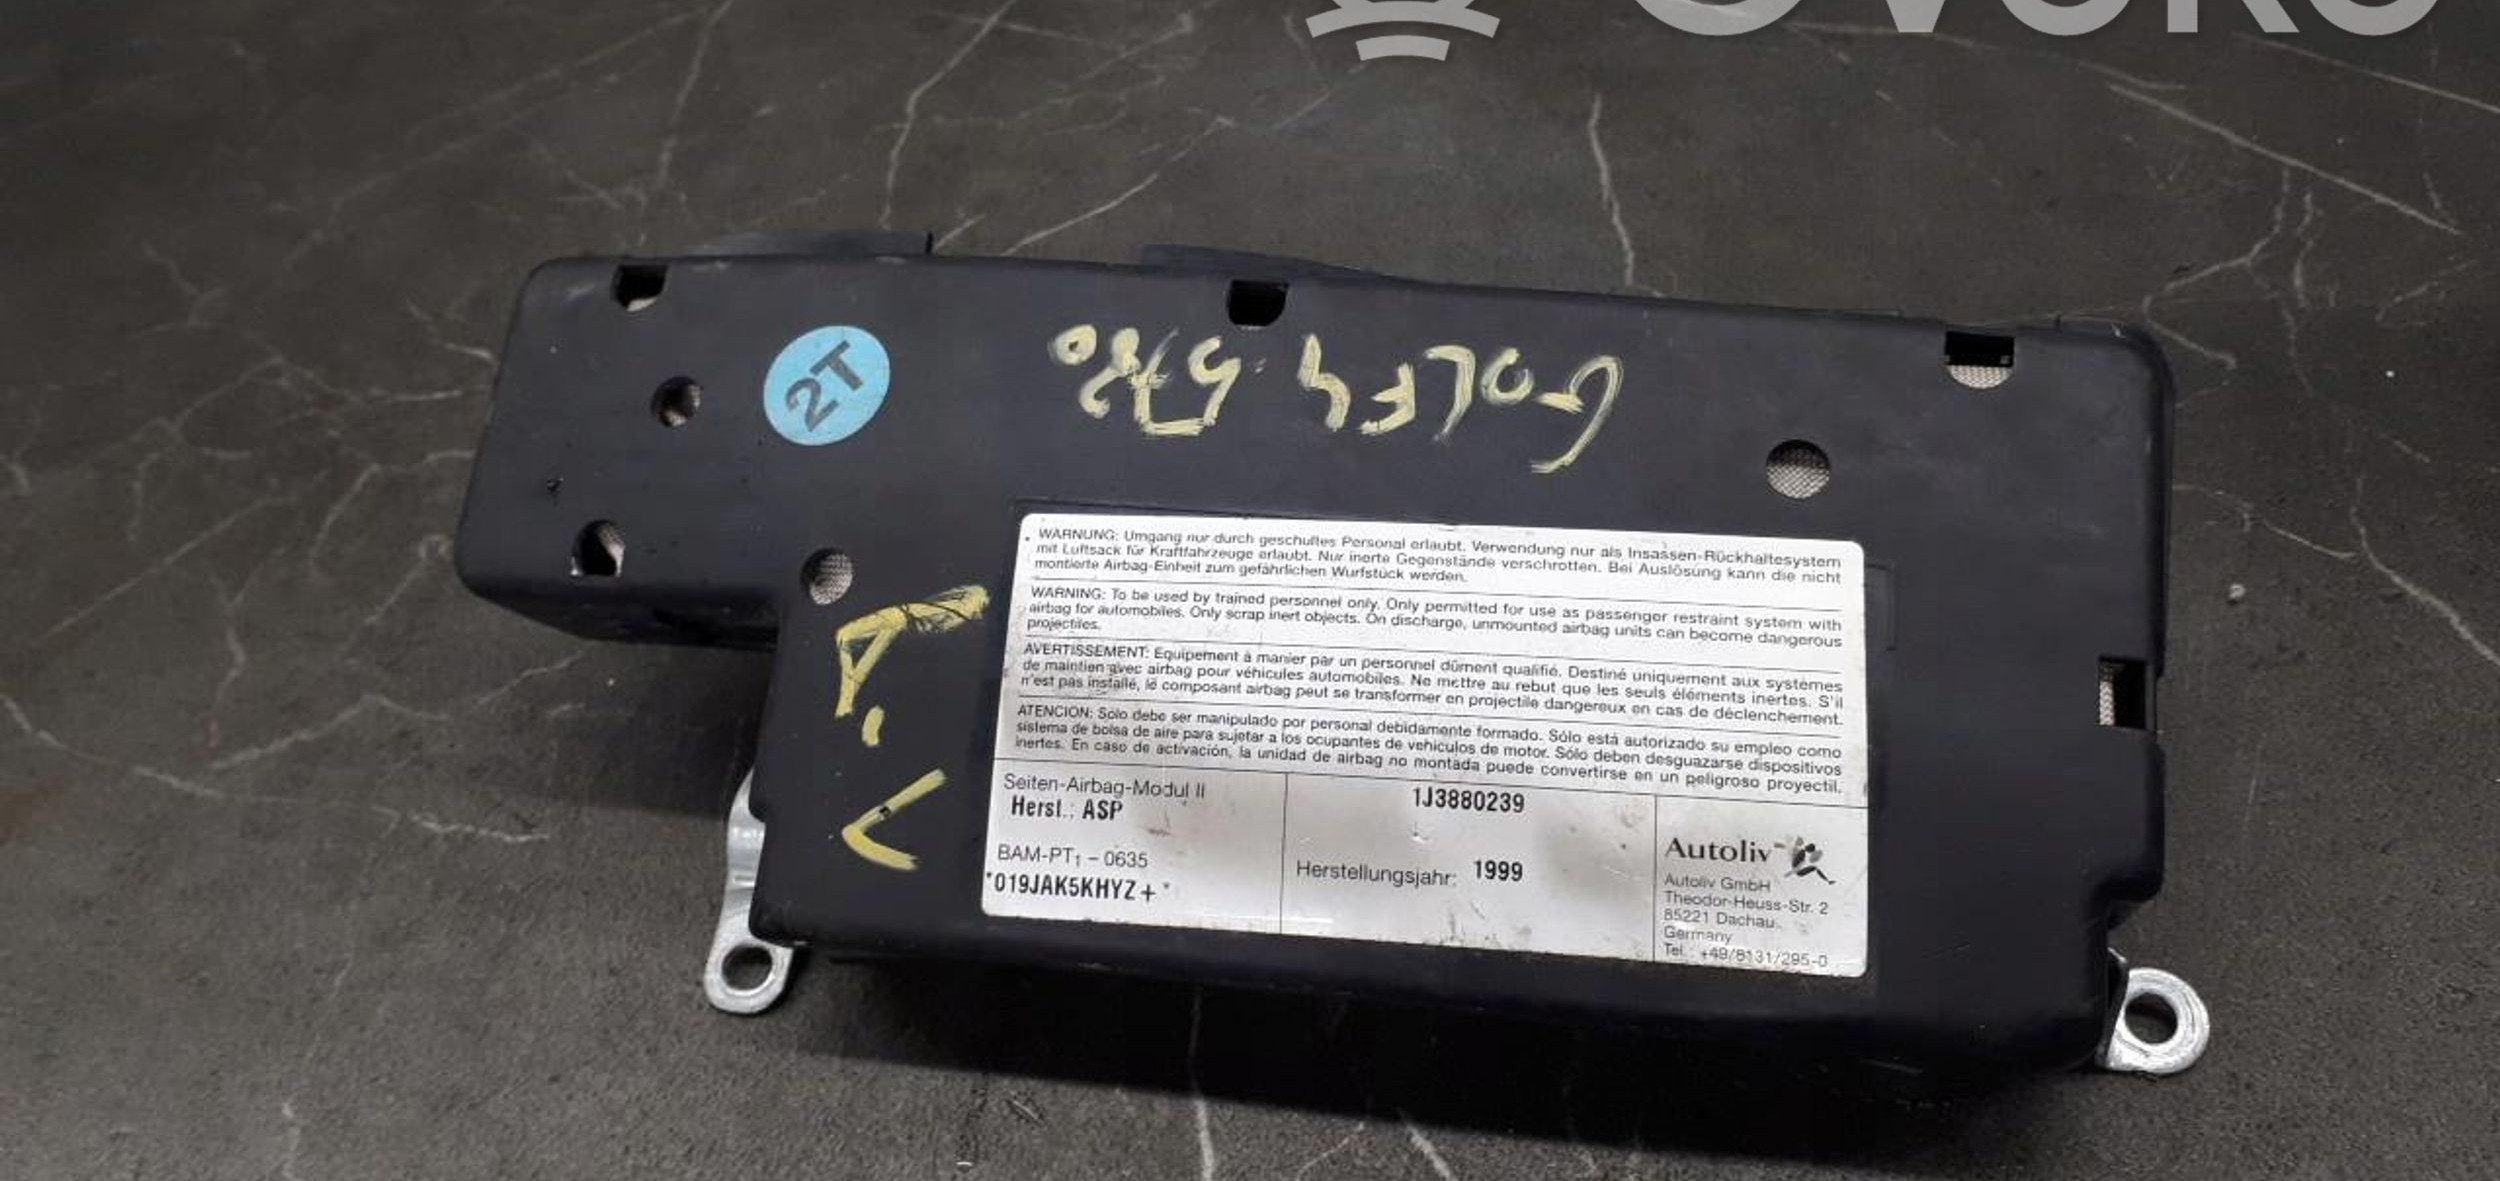 2T
GOLF 4 5780
P. L
WARNUNG: Umgang nur durch geschultes Personal erlaubt. Verwendung nur als Insassen-Rückhaltesystem
mit Luftsack für Kraftfahrzeuge erlaubt. Nur inerte Gegenstände verschrotten. Bei Auslösung kann die nicht
montierte Airbag-Einheit zum gefährlichen Wurfstück werden.
WARNING: To be used by trained personnel only. Only permitted for use as passenger restraint system with
airbag for automobiles. Only scrap inert objects. On discharge, unmounted airbag units can become dangerous
projectiles.
AVERTISSEMENT: Equipement à manier par un personnel dûment qualifié. Destiné uniquement aux systèmes
de maintien avec airbag pour véhicules automobiles. Ne mettre au rebut que les seuls éléments inertes. S'il
n'est pas installé, le composant airbag peut se transformer en projectile dangereux en cas de déclenchement.
ATENCION: Sólo debe ser manipulado por personal debidamente formado. Sólo está autorizado su empleo como
sistema de bolsa de aire para sujetar a los ocupantes de vehículos de motor. Sólo deben desguazarse dispositivos
inertes. En caso de activación, la unidad de airbag no montada puede convertirse en un peligroso proyectil.
Seiten-Airbag-Modul II
Herst.: ASP
BAM-PT1 – 0635
*019JAK5KHYZ+*
1J3880239
Herstellungsjahr: 1999
Autoliv
Autoliv GmbH
Theodor-Heuss-Str. 2
85221 Dachau
Germany
Tel.: +49/8131/295-0